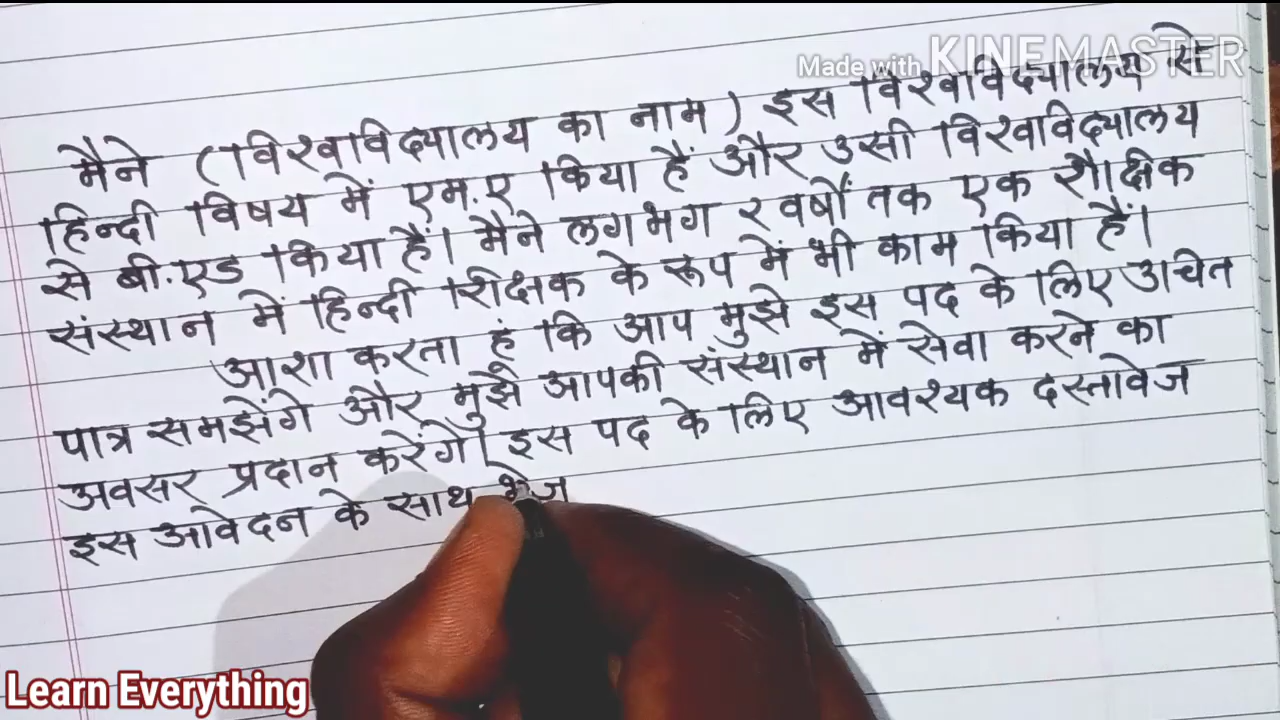 Made with KINEMASTER
मैने (विश्वविद्यालय का नाम) इस विश्वविद्यालय से
हिन्दी विषय में एम.ए किया हैं और उसी विश्वविद्यालय
से बी.एड किया हैं। मैने लगभग २ वर्षों तक एक शैक्षिक
संस्थान में हिन्दी शिक्षक के रूप में भी काम किया हैं।
आशा करता हूं कि आप मुझे इस पद के लिए उचित
पात्र समझेंगे और मुझे आपकी संस्थान में सेवा करने का
अवसर प्रदान करेंगे। इस पद के लिए आवश्यक दस्तावेज
इस आवेदन के साथ भेज
Learn Everything